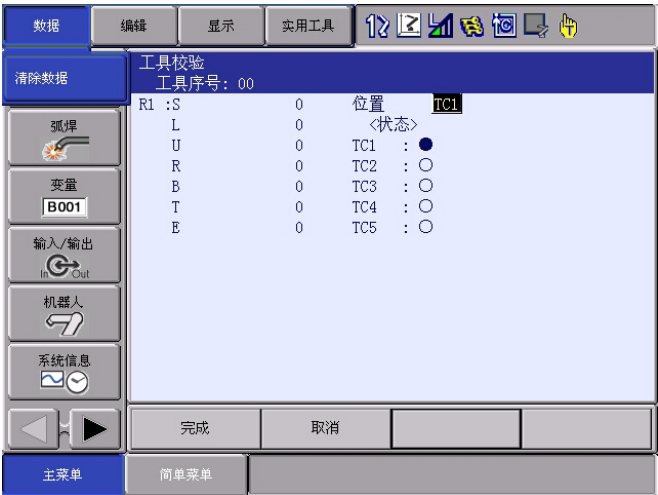 数据 编辑 显示 实用工具
清除数据
工具校验
工具序号: 00
R1 :S 0 位置 TC1
L 0 <状态>
U 0 TC1 : ●
R 0 TC2 : ○
B 0 TC3 : ○
T 0 TC4 : ○
E 0 TC5 : ○
弧焊
变量
B001
输入/输出
In Out
机器人
系统信息
完成 取消
主菜单 简单菜单